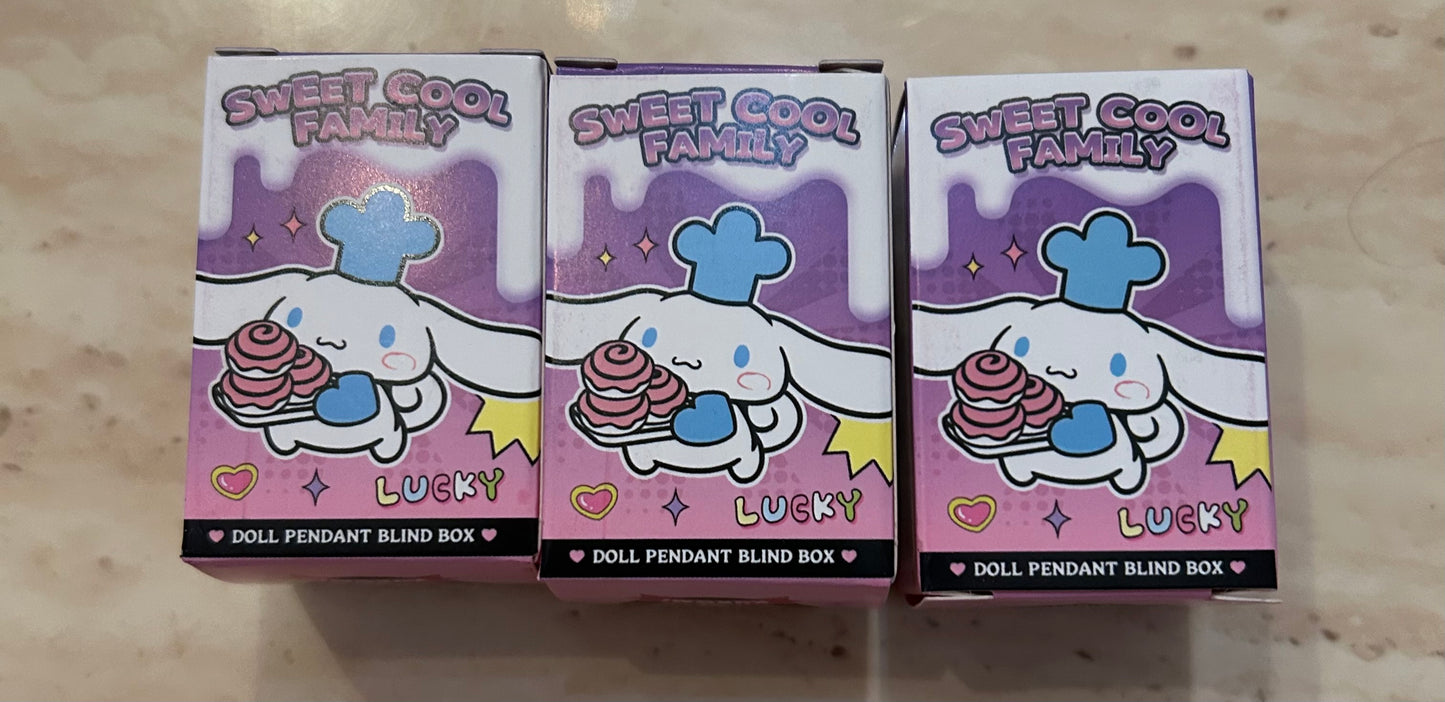 SWEET COOL
FAMILY
LUCKY
DOLL PENDANT BLIND BOX
SWEET COOL
FAMILY
LUCKY
DOLL PENDANT BLIND BOX
SWEET COOL
FAMILY
LUCKY
DOLL PENDANT BLIND BOX